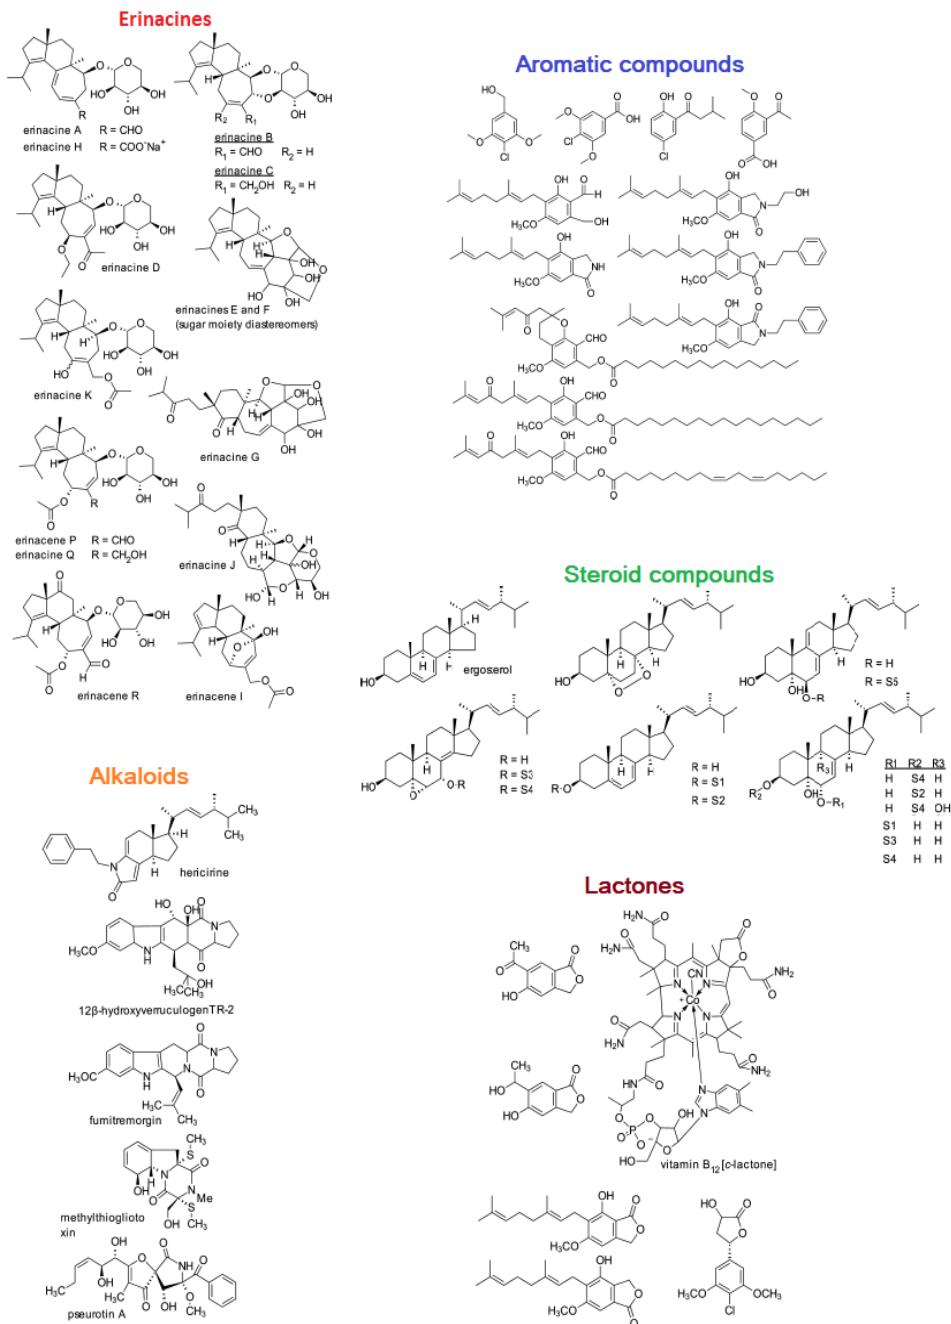 Erinacines
erinacine A R = CHO
erinacine H R = COO⁻Na⁺
erinacine B
R₁ = CHO R₂ = H
erinacine C
R₁ = CH₂OH R₂ = H
erinacine D
erinacines E and F
(sugar moiety diastereomers)
erinacine K
erinacine G
erinacene P R = CHO
erinacine Q R = CH₂OH
erinacine J
erinacene R
erinacene I
Aromatic compounds
Steroid compounds
ergosterol
R = H
R = S5
R = H
R = S3
R = S4
R = H
R = S1
R = S2
R1 R2 R3
H S4 H
H S2 H
H S4 OH
S1 H H
S3 H H
S4 H H
Alkaloids
hericirine
12β-hydroxyverruculogenTR-2
fumitremorgin
methylthioglioto
xin
pseurotin A
Lactones
vitamin B₁₂ [c-lactone]